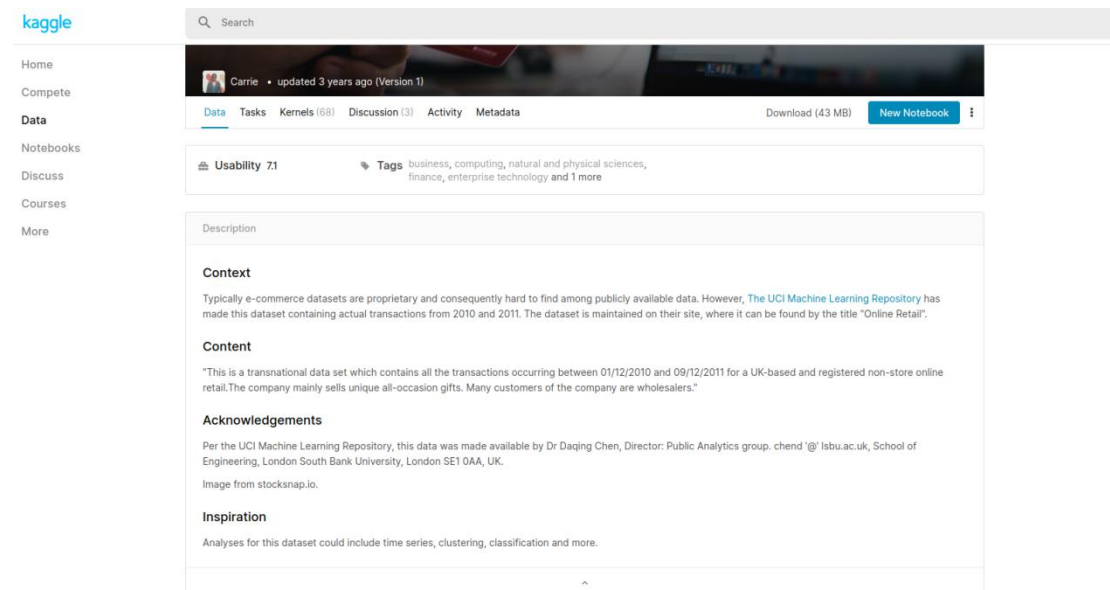 kaggle
Search
Home
Compete
Data
Notebooks
Discuss
Courses
More
Carrie • updated 3 years ago (Version 1)
Data Tasks Kernels (68) Discussion (3) Activity Metadata Download (43 MB) New Notebook
Usability 7.1 Tags business, computing, natural and physical sciences,
finance, enterprise technology and 1 more
Description
Context
Typically e-commerce datasets are proprietary and consequently hard to find among publicly available data. However, The UCI Machine Learning Repository has
made this dataset containing actual transactions from 2010 and 2011. The dataset is maintained on their site, where it can be found by the title "Online Retail".
Content
"This is a transnational data set which contains all the transactions occurring between 01/12/2010 and 09/12/2011 for a UK-based and registered non-store online
retail.The company mainly sells unique all-occasion gifts. Many customers of the company are wholesalers."
Acknowledgements
Per the UCI Machine Learning Repository, this data was made available by Dr Daqing Chen, Director: Public Analytics group. chend '@' lsbu.ac.uk, School of
Engineering, London South Bank University, London SE1 0AA, UK.
Image from stocksnap.io.
Inspiration
Analyses for this dataset could include time series, clustering, classification and more.